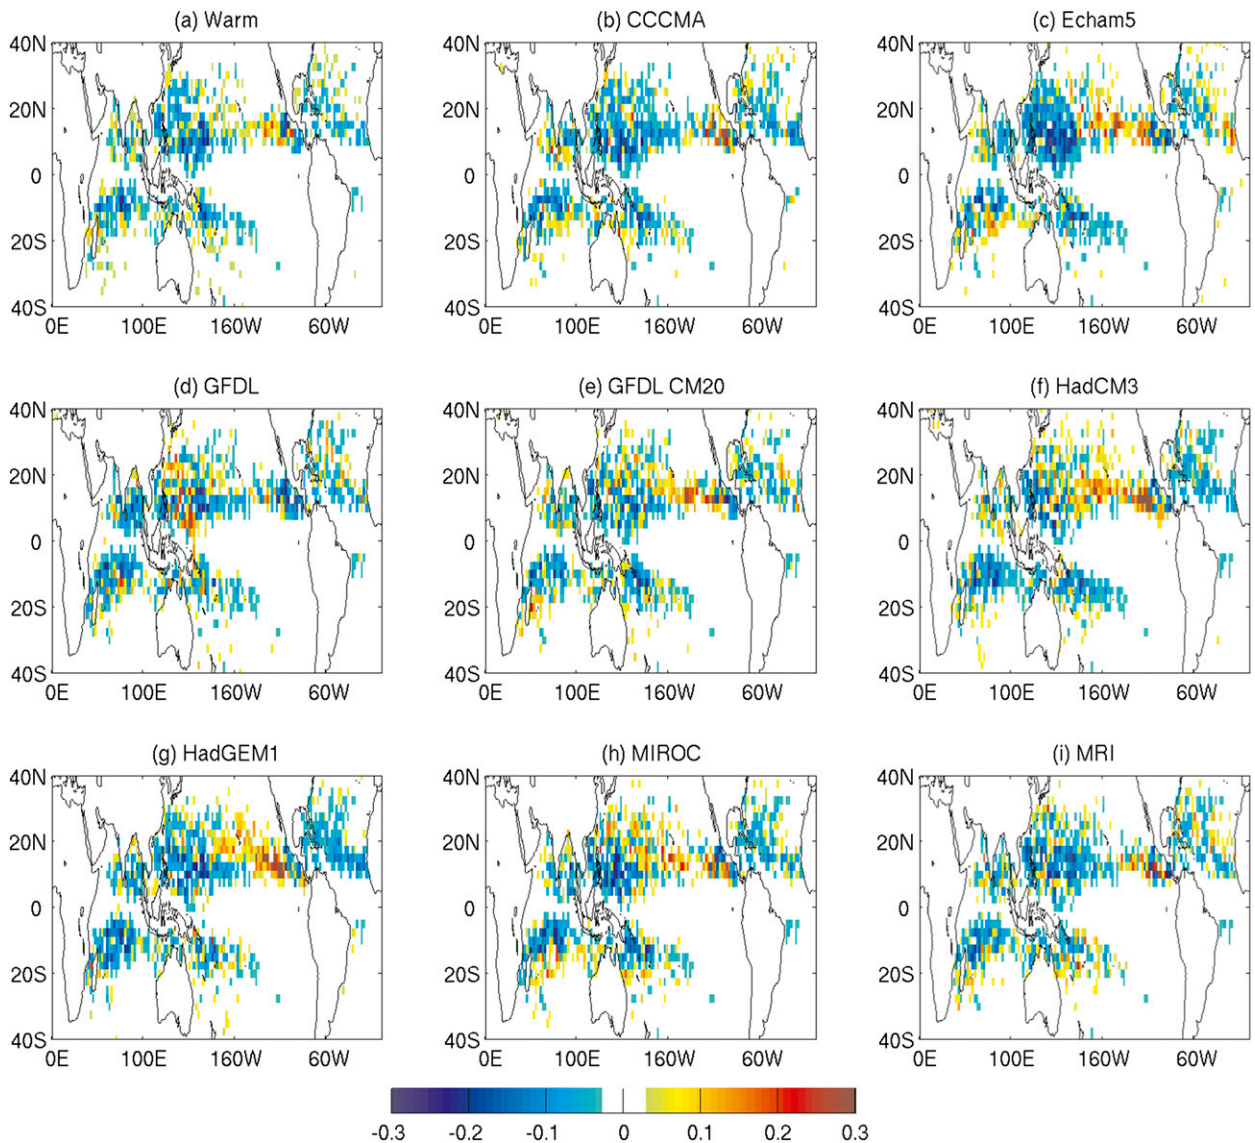 (a) Warm
(b) CCCMA
(c) Echam5
40N 40N 40N
20N 20N 20N
0 0 0
20S 20S 20S
40S 40S 40S
0E 100E 160W 60W 0E 100E 160W 60W 0E 100E 160W 60W
(d) GFDL
(e) GFDL CM20
(f) HadCM3
40N 40N 40N
20N 20N 20N
0 0 0
20S 20S 20S
40S 40S 40S
0E 100E 160W 60W 0E 100E 160W 60W 0E 100E 160W 60W
(g) HadGEM1
(h) MIROC
(i) MRI
40N 40N 40N
20N 20N 20N
0 0 0
20S 20S 20S
40S 40S 40S
0E 100E 160W 60W 0E 100E 160W 60W 0E 100E 160W 60W
-0.3 -0.2 -0.1 0 0.1 0.2 0.3